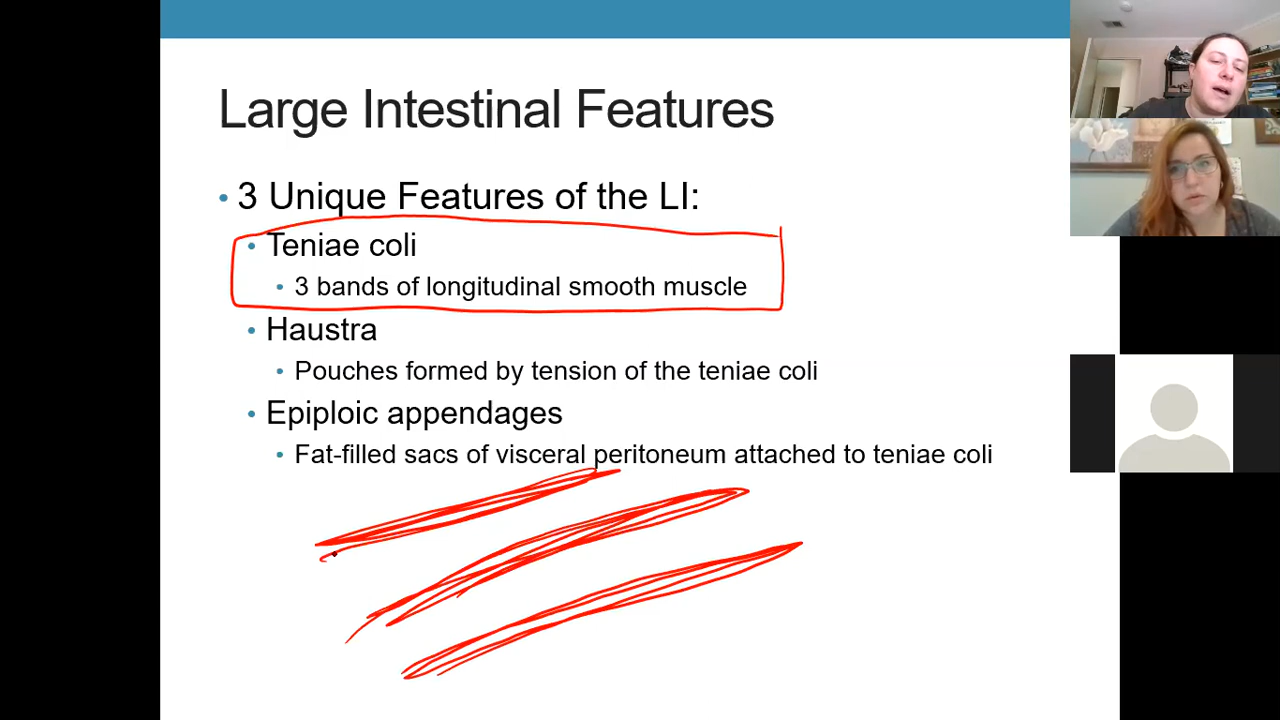 Large Intestinal Features
• 3 Unique Features of the LI:
• Teniae coli
• 3 bands of longitudinal smooth muscle
• Haustra
• Pouches formed by tension of the teniae coli
• Epiploic appendages
• Fat-filled sacs of visceral peritoneum attached to teniae coli